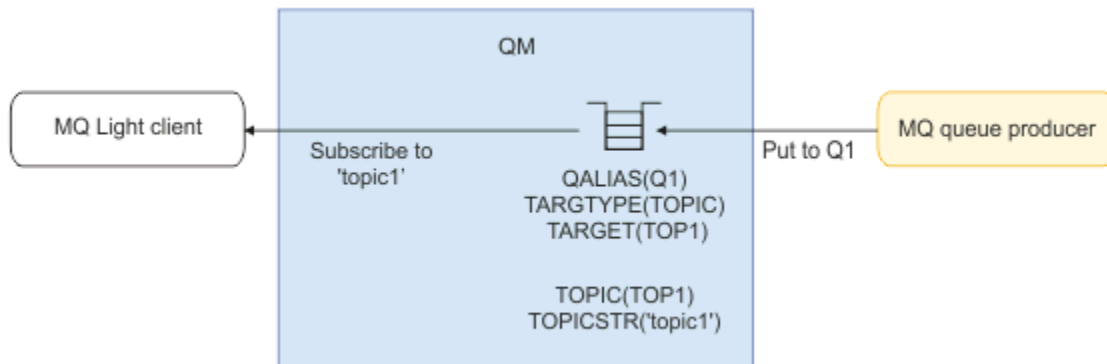 QM
MQ Light client
Subscribe to
'topic1'
Put to Q1
MQ queue producer
QALIAS(Q1)
TARGTYPE(TOPIC)
TARGET(TOP1)
TOPIC(TOP1)
TOPICSTR('topic1')